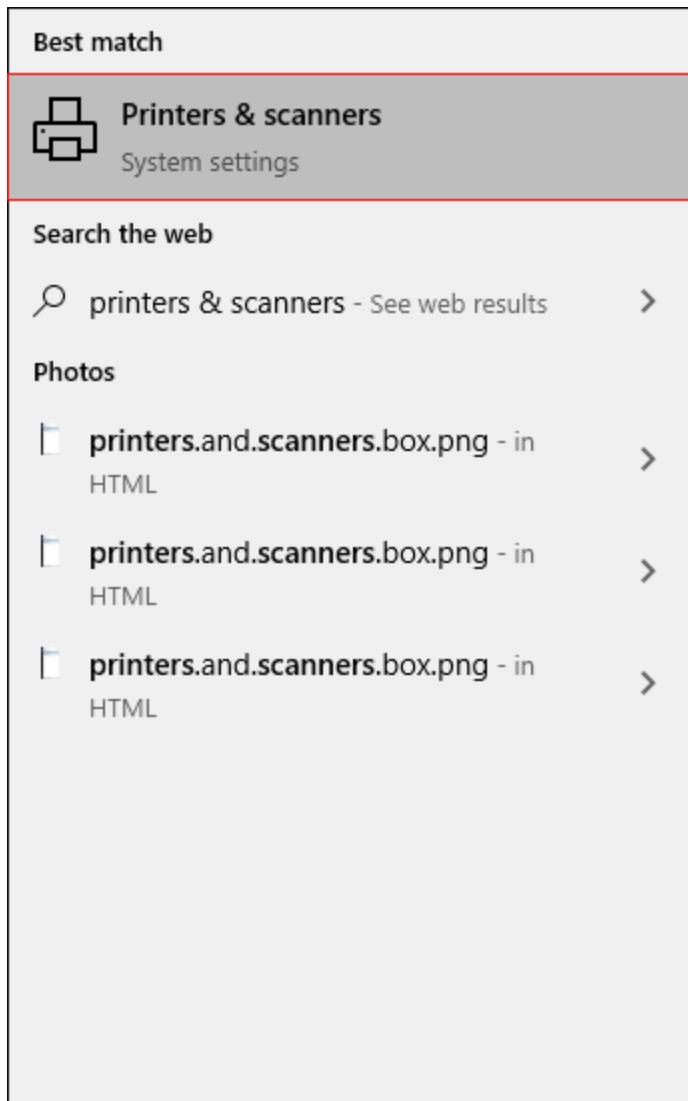 Best match
Printers & scanners
System settings
Search the web
printers & scanners - See web results
Photos
printers.and.scanners.box.png - in
HTML
printers.and.scanners.box.png - in
HTML
printers.and.scanners.box.png - in
HTML